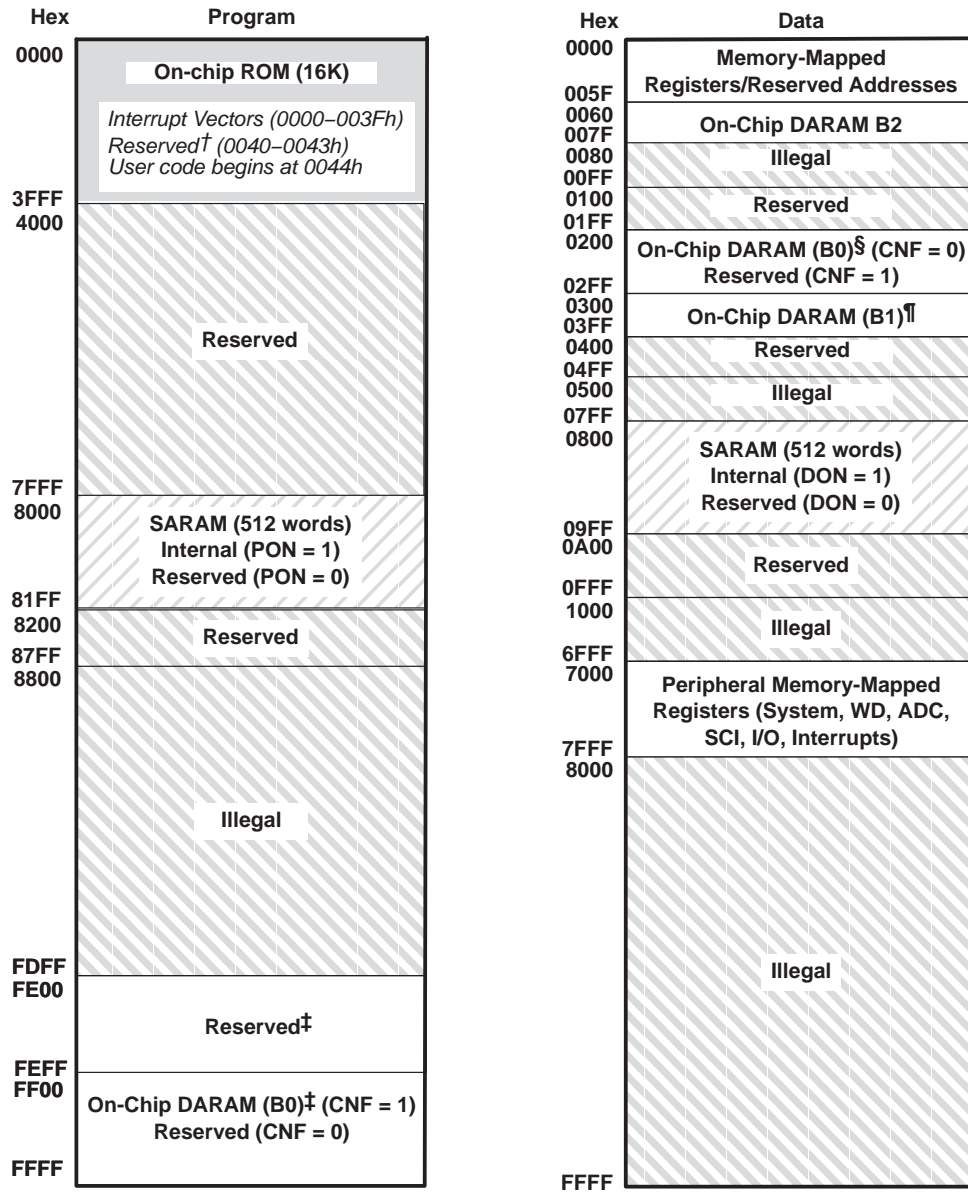 Hex Program
0000
On-chip ROM (16K)
Interrupt Vectors (0000–003Fh)
Reserved† (0040–0043h)
User code begins at 0044h
3FFF
4000
Reserved
7FFF
8000
SARAM (512 words)
Internal (PON = 1)
Reserved (PON = 0)
81FF
8200
Reserved
87FF
8800
Illegal
FDFF
FE00
Reserved‡
FEFF
FF00
On-Chip DARAM (B0)‡ (CNF = 1)
Reserved (CNF = 0)
FFFF
Hex Data
0000
Memory-Mapped
Registers/Reserved Addresses
005F
0060
On-Chip DARAM B2
007F
0080
Illegal
00FF
0100
Reserved
01FF
0200
On-Chip DARAM (B0)§ (CNF = 0)
Reserved (CNF = 1)
02FF
0300
On-Chip DARAM (B1)¶
03FF
0400
Reserved
04FF
0500
Illegal
07FF
0800
SARAM (512 words)
Internal (DON = 1)
Reserved (DON = 0)
09FF
0A00
Reserved
0FFF
1000
Illegal
6FFF
7000
Peripheral Memory-Mapped
Registers (System, WD, ADC,
SCI, I/O, Interrupts)
7FFF
8000
Illegal
FFFF